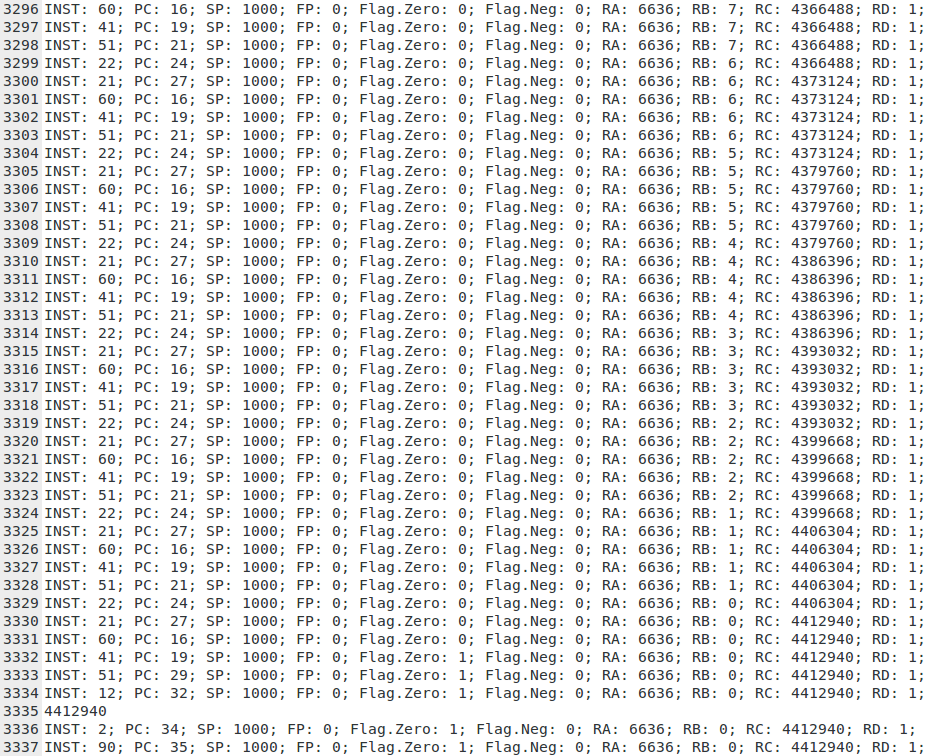 3296 INST: 60; PC: 16; SP: 1000; FP: 0; Flag.Zero: 0; Flag.Neg: 0; RA: 6636; RB: 7; RC: 4366488; RD: 1;
3297 INST: 41; PC: 19; SP: 1000; FP: 0; Flag.Zero: 0; Flag.Neg: 0; RA: 6636; RB: 7; RC: 4366488; RD: 1;
3298 INST: 51; PC: 21; SP: 1000; FP: 0; Flag.Zero: 0; Flag.Neg: 0; RA: 6636; RB: 7; RC: 4366488; RD: 1;
3299 INST: 22; PC: 24; SP: 1000; FP: 0; Flag.Zero: 0; Flag.Neg: 0; RA: 6636; RB: 6; RC: 4366488; RD: 1;
3300 INST: 21; PC: 27; SP: 1000; FP: 0; Flag.Zero: 0; Flag.Neg: 0; RA: 6636; RB: 6; RC: 4373124; RD: 1;
3301 INST: 60; PC: 16; SP: 1000; FP: 0; Flag.Zero: 0; Flag.Neg: 0; RA: 6636; RB: 6; RC: 4373124; RD: 1;
3302 INST: 41; PC: 19; SP: 1000; FP: 0; Flag.Zero: 0; Flag.Neg: 0; RA: 6636; RB: 6; RC: 4373124; RD: 1;
3303 INST: 51; PC: 21; SP: 1000; FP: 0; Flag.Zero: 0; Flag.Neg: 0; RA: 6636; RB: 6; RC: 4373124; RD: 1;
3304 INST: 22; PC: 24; SP: 1000; FP: 0; Flag.Zero: 0; Flag.Neg: 0; RA: 6636; RB: 5; RC: 4373124; RD: 1;
3305 INST: 21; PC: 27; SP: 1000; FP: 0; Flag.Zero: 0; Flag.Neg: 0; RA: 6636; RB: 5; RC: 4379760; RD: 1;
3306 INST: 60; PC: 16; SP: 1000; FP: 0; Flag.Zero: 0; Flag.Neg: 0; RA: 6636; RB: 5; RC: 4379760; RD: 1;
3307 INST: 41; PC: 19; SP: 1000; FP: 0; Flag.Zero: 0; Flag.Neg: 0; RA: 6636; RB: 5; RC: 4379760; RD: 1;
3308 INST: 51; PC: 21; SP: 1000; FP: 0; Flag.Zero: 0; Flag.Neg: 0; RA: 6636; RB: 5; RC: 4379760; RD: 1;
3309 INST: 22; PC: 24; SP: 1000; FP: 0; Flag.Zero: 0; Flag.Neg: 0; RA: 6636; RB: 4; RC: 4379760; RD: 1;
3310 INST: 21; PC: 27; SP: 1000; FP: 0; Flag.Zero: 0; Flag.Neg: 0; RA: 6636; RB: 4; RC: 4386396; RD: 1;
3311 INST: 60; PC: 16; SP: 1000; FP: 0; Flag.Zero: 0; Flag.Neg: 0; RA: 6636; RB: 4; RC: 4386396; RD: 1;
3312 INST: 41; PC: 19; SP: 1000; FP: 0; Flag.Zero: 0; Flag.Neg: 0; RA: 6636; RB: 4; RC: 4386396; RD: 1;
3313 INST: 51; PC: 21; SP: 1000; FP: 0; Flag.Zero: 0; Flag.Neg: 0; RA: 6636; RB: 4; RC: 4386396; RD: 1;
3314 INST: 22; PC: 24; SP: 1000; FP: 0; Flag.Zero: 0; Flag.Neg: 0; RA: 6636; RB: 3; RC: 4386396; RD: 1;
3315 INST: 21; PC: 27; SP: 1000; FP: 0; Flag.Zero: 0; Flag.Neg: 0; RA: 6636; RB: 3; RC: 4393032; RD: 1;
3316 INST: 60; PC: 16; SP: 1000; FP: 0; Flag.Zero: 0; Flag.Neg: 0; RA: 6636; RB: 3; RC: 4393032; RD: 1;
3317 INST: 41; PC: 19; SP: 1000; FP: 0; Flag.Zero: 0; Flag.Neg: 0; RA: 6636; RB: 3; RC: 4393032; RD: 1;
3318 INST: 51; PC: 21; SP: 1000; FP: 0; Flag.Zero: 0; Flag.Neg: 0; RA: 6636; RB: 3; RC: 4393032; RD: 1;
3319 INST: 22; PC: 24; SP: 1000; FP: 0; Flag.Zero: 0; Flag.Neg: 0; RA: 6636; RB: 2; RC: 4393032; RD: 1;
3320 INST: 21; PC: 27; SP: 1000; FP: 0; Flag.Zero: 0; Flag.Neg: 0; RA: 6636; RB: 2; RC: 4399668; RD: 1;
3321 INST: 60; PC: 16; SP: 1000; FP: 0; Flag.Zero: 0; Flag.Neg: 0; RA: 6636; RB: 2; RC: 4399668; RD: 1;
3322 INST: 41; PC: 19; SP: 1000; FP: 0; Flag.Zero: 0; Flag.Neg: 0; RA: 6636; RB: 2; RC: 4399668; RD: 1;
3323 INST: 51; PC: 21; SP: 1000; FP: 0; Flag.Zero: 0; Flag.Neg: 0; RA: 6636; RB: 2; RC: 4399668; RD: 1;
3324 INST: 22; PC: 24; SP: 1000; FP: 0; Flag.Zero: 0; Flag.Neg: 0; RA: 6636; RB: 1; RC: 4399668; RD: 1;
3325 INST: 21; PC: 27; SP: 1000; FP: 0; Flag.Zero: 0; Flag.Neg: 0; RA: 6636; RB: 1; RC: 4406304; RD: 1;
3326 INST: 60; PC: 16; SP: 1000; FP: 0; Flag.Zero: 0; Flag.Neg: 0; RA: 6636; RB: 1; RC: 4406304; RD: 1;
3327 INST: 41; PC: 19; SP: 1000; FP: 0; Flag.Zero: 0; Flag.Neg: 0; RA: 6636; RB: 1; RC: 4406304; RD: 1;
3328 INST: 51; PC: 21; SP: 1000; FP: 0; Flag.Zero: 0; Flag.Neg: 0; RA: 6636; RB: 1; RC: 4406304; RD: 1;
3329 INST: 22; PC: 24; SP: 1000; FP: 0; Flag.Zero: 0; Flag.Neg: 0; RA: 6636; RB: 0; RC: 4406304; RD: 1;
3330 INST: 21; PC: 27; SP: 1000; FP: 0; Flag.Zero: 0; Flag.Neg: 0; RA: 6636; RB: 0; RC: 4412940; RD: 1;
3331 INST: 60; PC: 16; SP: 1000; FP: 0; Flag.Zero: 0; Flag.Neg: 0; RA: 6636; RB: 0; RC: 4412940; RD: 1;
3332 INST: 41; PC: 19; SP: 1000; FP: 0; Flag.Zero: 1; Flag.Neg: 0; RA: 6636; RB: 0; RC: 4412940; RD: 1;
3333 INST: 51; PC: 29; SP: 1000; FP: 0; Flag.Zero: 1; Flag.Neg: 0; RA: 6636; RB: 0; RC: 4412940; RD: 1;
3334 INST: 12; PC: 32; SP: 1000; FP: 0; Flag.Zero: 1; Flag.Neg: 0; RA: 6636; RB: 0; RC: 4412940; RD: 1;
3335 4412940
3336 INST: 2; PC: 34; SP: 1000; FP: 0; Flag.Zero: 1; Flag.Neg: 0; RA: 6636; RB: 0; RC: 4412940; RD: 1;
3337 INST: 90; PC: 35; SP: 1000; FP: 0; Flag.Zero: 1; Flag.Neg: 0; RA: 6636; RB: 0; RC: 4412940; RD: 1;